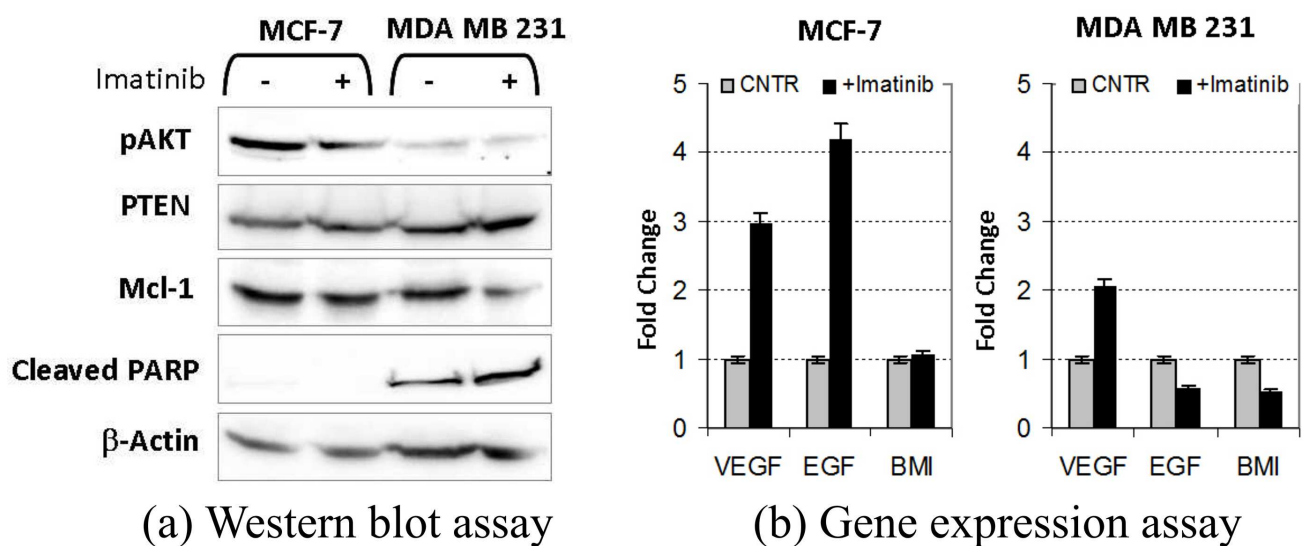 MCF-7 MDA MB 231
Imatinib - + - +
pAKT
PTEN
Mcl-1
Cleaved PARP
β-Actin
(a) Western blot assay
MCF-7
CNTR +Imatinib
Fold Change
5
4
3
2
1
0
VEGF EGF BMI
MDA MB 231
CNTR +Imatinib
Fold Change
5
4
3
2
1
0
VEGF EGF BMI
(b) Gene expression assay